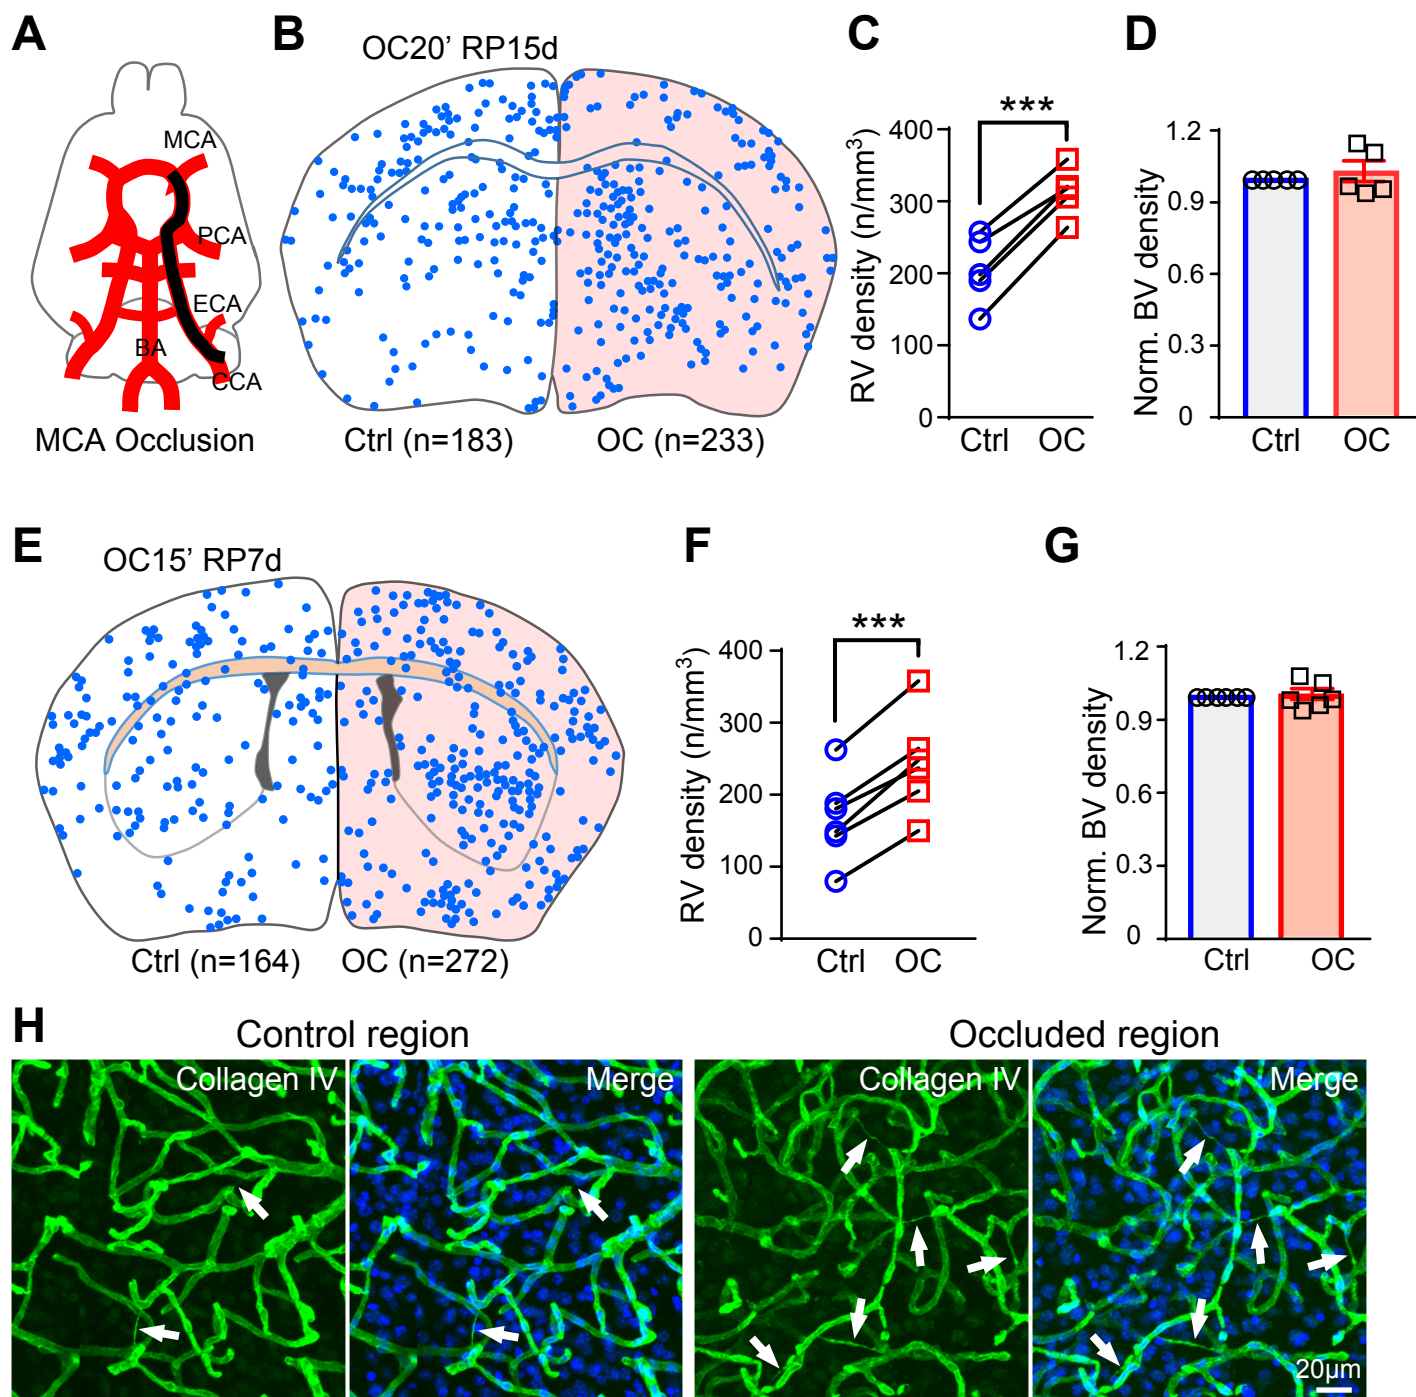 A
MCA
PCA
ECA
BA
CCA
MCA Occlusion
B
OC20' RP15d
Ctrl (n=183)
OC (n=233)
C
***
RV density (n/mm³)
400
300
200
100
0
Ctrl
OC
D
Norm. BV density
1.2
0.9
0.6
0.3
0
Ctrl
OC
E
OC15' RP7d
Ctrl (n=164)
OC (n=272)
F
***
RV density (n/mm³)
400
300
200
100
0
Ctrl
OC
G
Norm. BV density
1.2
0.9
0.6
0.3
0
Ctrl
OC
H
Control region
Occluded region
Collagen IV
Merge
Collagen IV
Merge
20µm